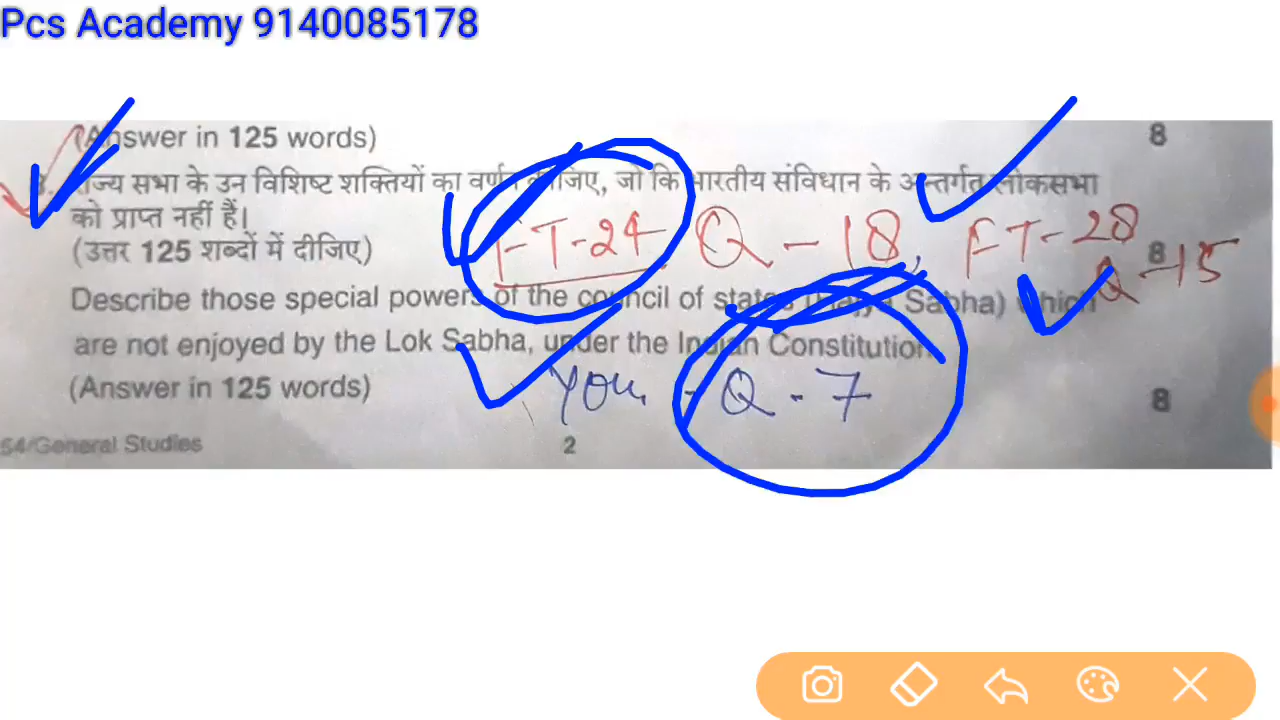 Pcs Academy 9140085178
(Answer in 125 words) 8
राज्य सभा के उन विशिष्ट शक्तियों का वर्णन कीजिए, जो कि भारतीय संविधान के अन्तर्गत लोकसभा
को प्राप्त नहीं हैं।
FT-24 Q-18, FT-28
(उत्तर 125 शब्दों में दीजिए) 8
Q-15
Describe those special powers of the council of states (Rajya Sabha) which
are not enjoyed by the Lok Sabha, under the Indian Constitution.
(Answer in 125 words) 8
Q-7
54/General Studies 2